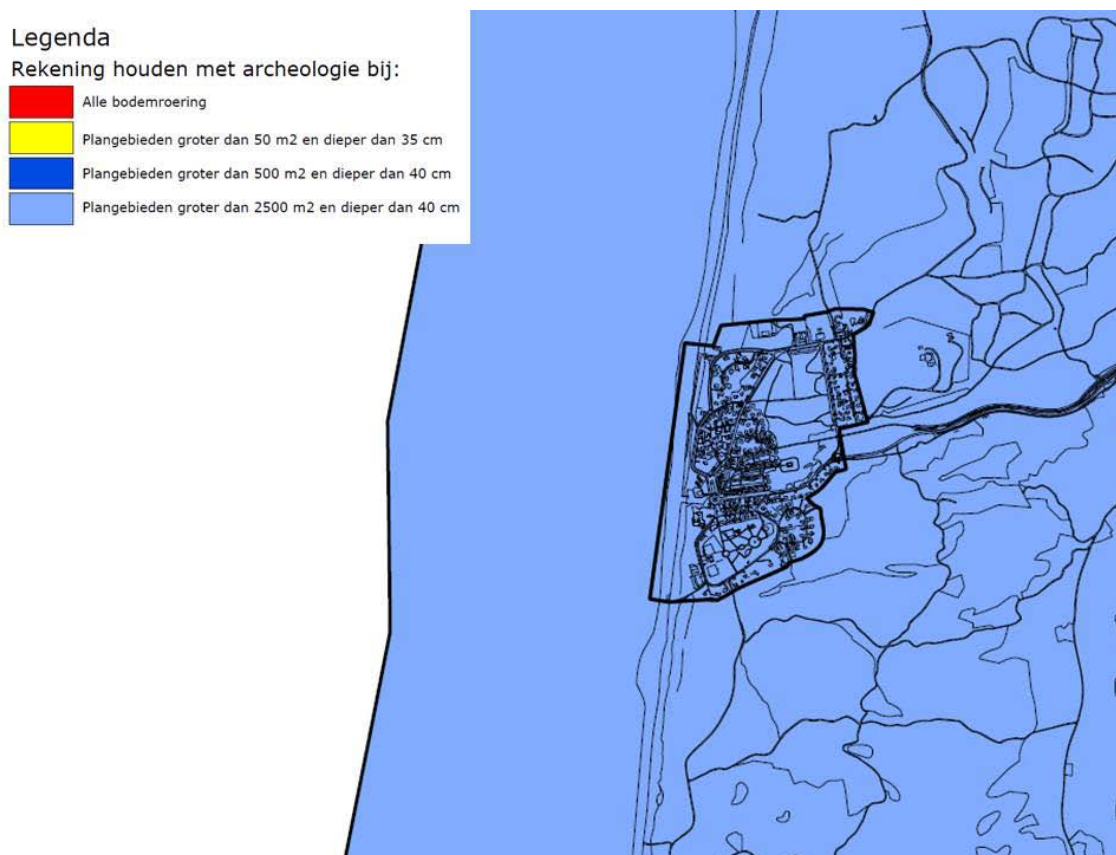 Legenda
Rekening houden met archeologie bij:
Alle bodemroering
Plangebieden groter dan 50 m2 en dieper dan 35 cm
Plangebieden groter dan 500 m2 en dieper dan 40 cm
Plangebieden groter dan 2500 m2 en dieper dan 40 cm